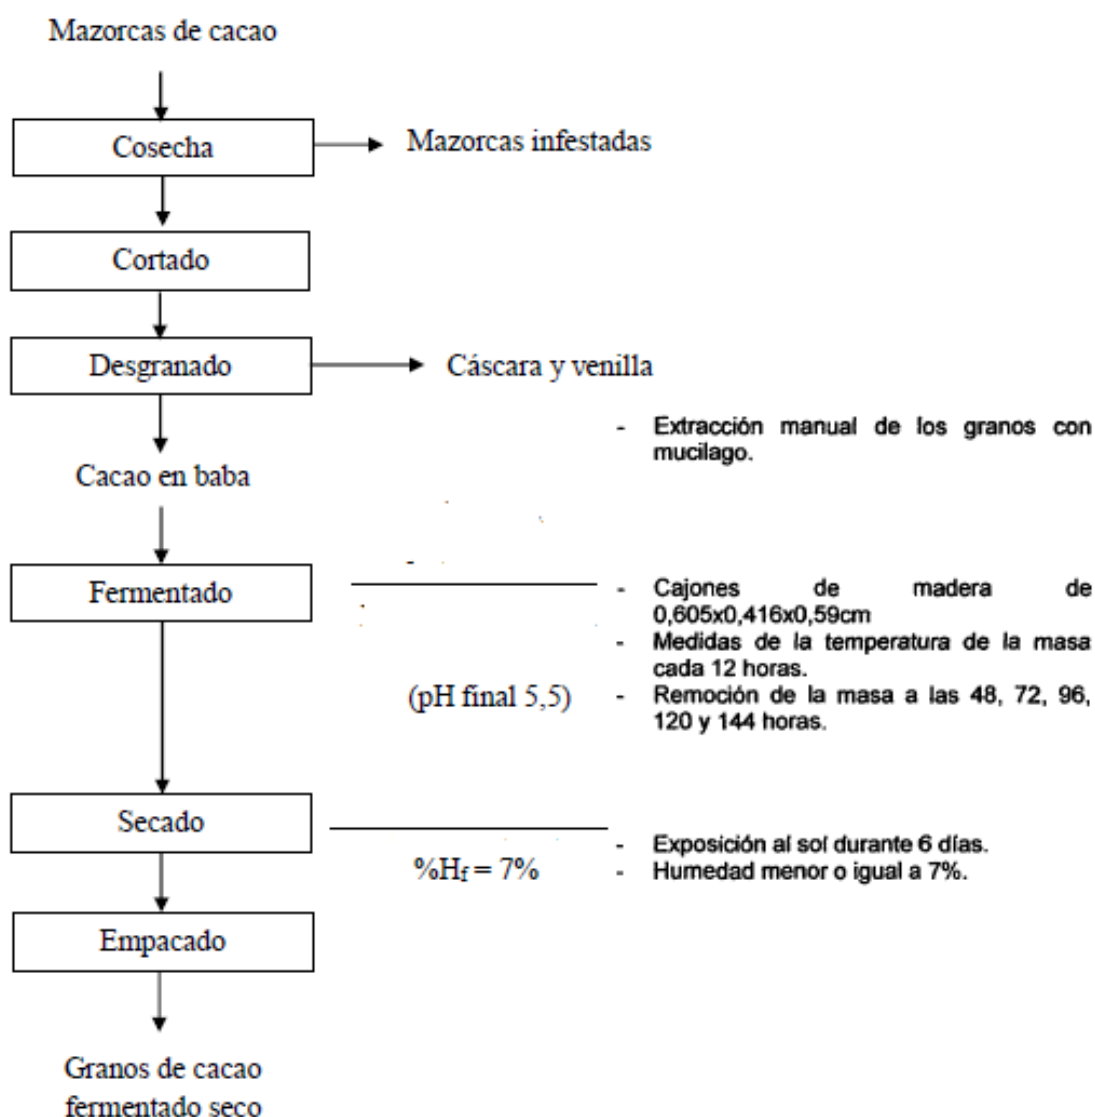 Mazorcas de cacao
Cosecha
Mazorcas infestadas
Cortado
Desgranado
Cáscara y venilla
- Extracción manual de los granos con
mucilago.
Cacao en baba
Fermentado
- Cajones de madera de
0,605x0,416x0,59cm
- Medidas de la temperatura de la masa
cada 12 horas.
(pH final 5,5)
- Remoción de la masa a las 48, 72, 96,
120 y 144 horas.
Secado
- Exposición al sol durante 6 días.
%Hf = 7%
- Humedad menor o igual a 7%.
Empacado
Granos de cacao
fermentado seco